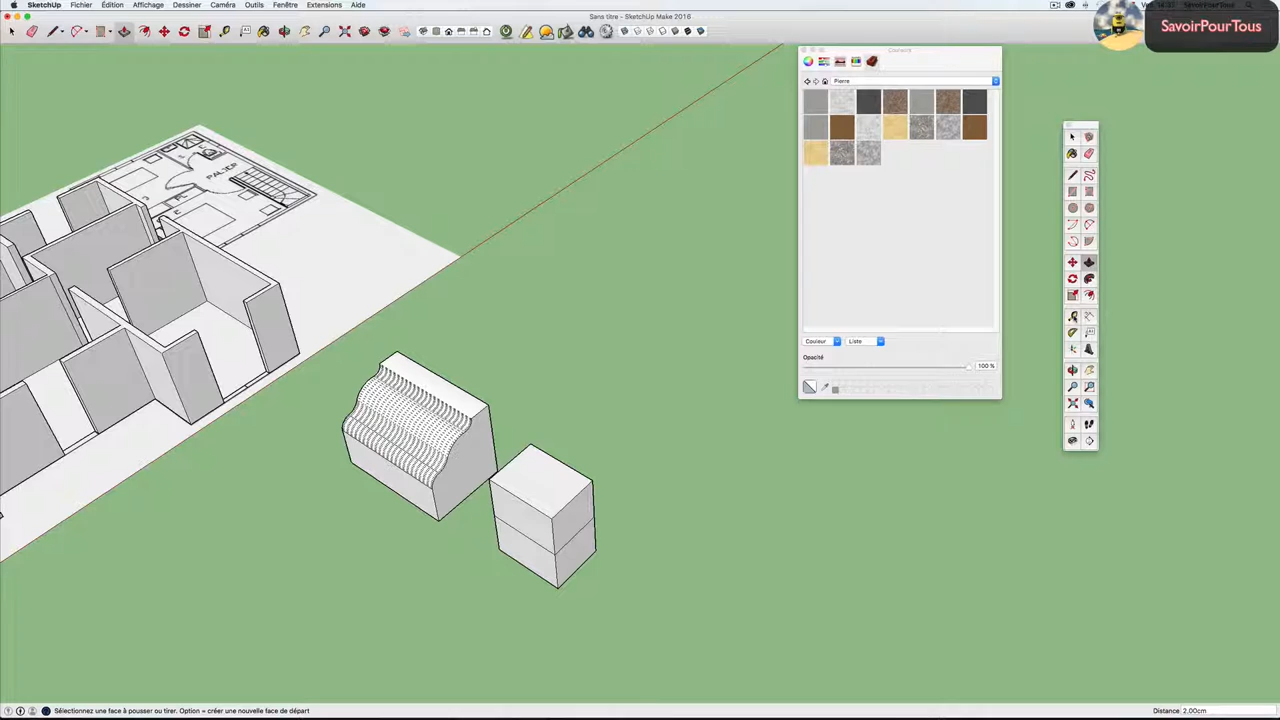 SketchUp Fichier Édition Affichage Dessiner Caméra Outils Fenêtre Extensions Aide
SavoirPourTous
Sans titre - SketchUp Make 2016
SavoirPourTous
Couleurs
Pierre
PALIER
Couleur Liste
Opacité
100 %
Sélectionnez une face à pousser ou tirer. Option = créer une nouvelle face de départ
Distance 2.00cm